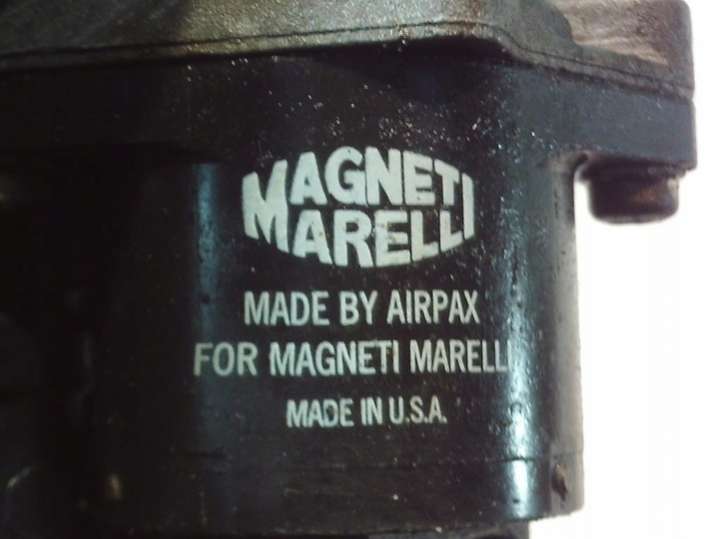 MAGNETI
MARELLI
MADE BY AIRPAX
FOR MAGNETI MARELLI
MADE IN U.S.A.